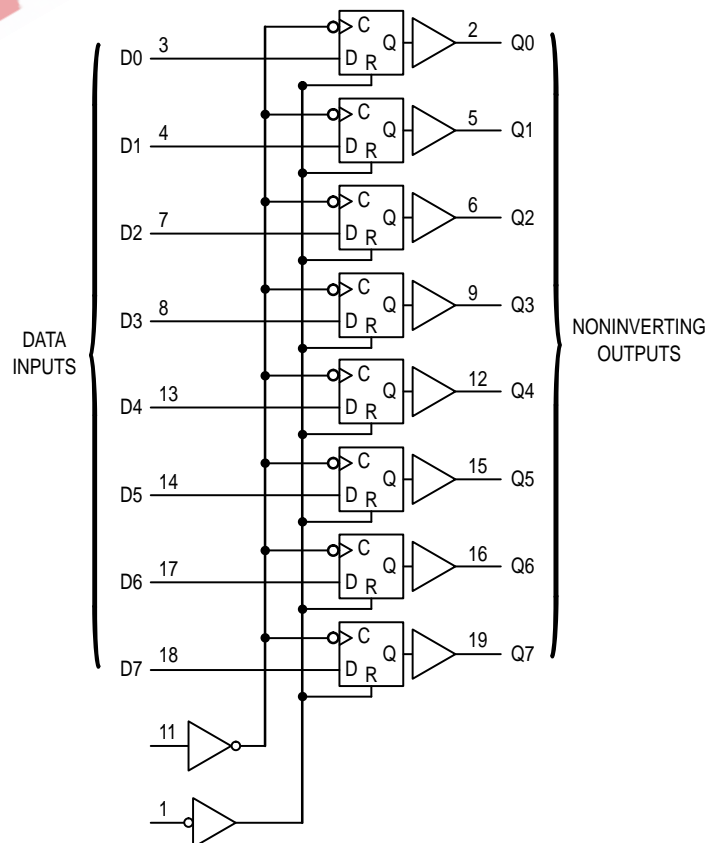 C
Q
D
R
D0 3
2 Q0
C
Q
D
R
D1 4
5 Q1
C
Q
D
R
D2 7
6 Q2
C
Q
D
R
D3 8
9 Q3
DATA
INPUTS
NONINVERTING
OUTPUTS
C
Q
D
R
D4 13
12 Q4
C
Q
D
R
D5 14
15 Q5
C
Q
D
R
D6 17
16 Q6
C
Q
D
R
D7 18
19 Q7
11
1